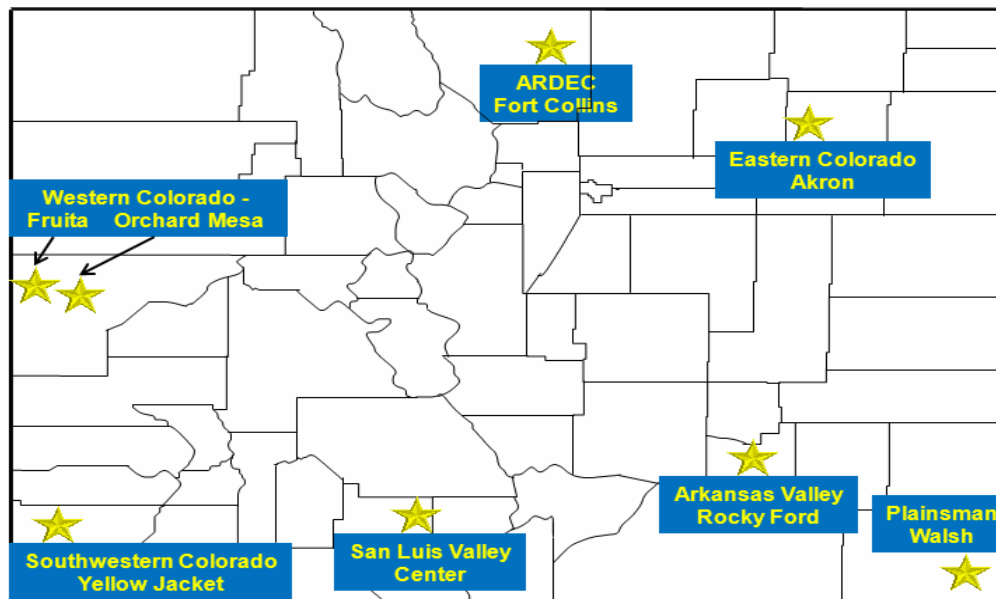 ARDEC
Fort Collins
Eastern Colorado
Akron
Western Colorado -
Fruita Orchard Mesa
Arkansas Valley
Rocky Ford
Plainsman
Walsh
San Luis Valley
Center
Southwestern Colorado
Yellow Jacket